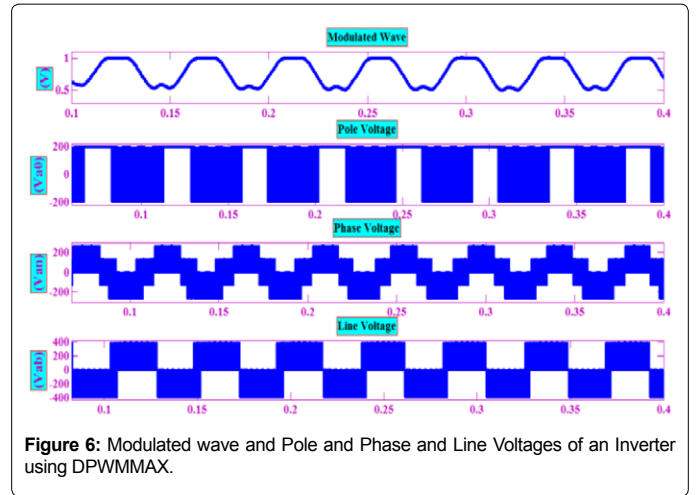 Modulated Wave
(V)
1
0.5
0.1 0.15 0.2 0.25 0.3 0.35 0.4
Pole Voltage
(Va0)
200
0
-200
0.1 0.15 0.2 0.25 0.3 0.35 0.4
Phase Voltage
(Van)
200
0
-200
0.1 0.15 0.2 0.25 0.3 0.35 0.4
Line Voltage
(Vab)
400
200
0
-200
-400
0.1 0.15 0.2 0.25 0.3 0.35 0.4
Figure 6: Modulated wave and Pole and Phase and Line Voltages of an Inverter
using DPWMMAX.